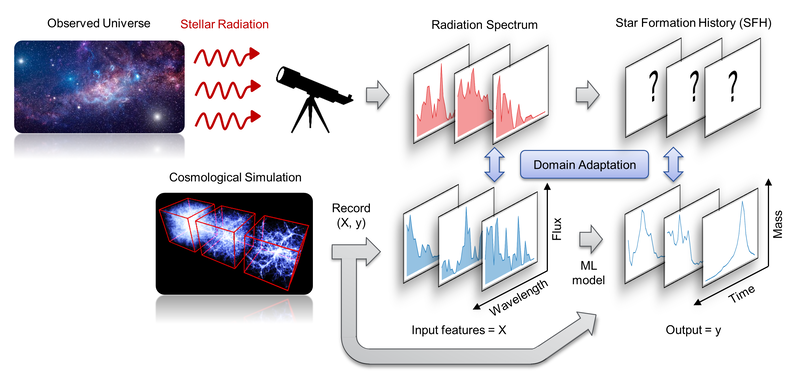 Observed Universe
Stellar Radiation
Radiation Spectrum
Star Formation History (SFH)
? ? ?
Domain Adaptation
Cosmological Simulation
Record
(X, y)
Flux
Wavelength
ML
model
Mass
Time
Input features = X
Output = y